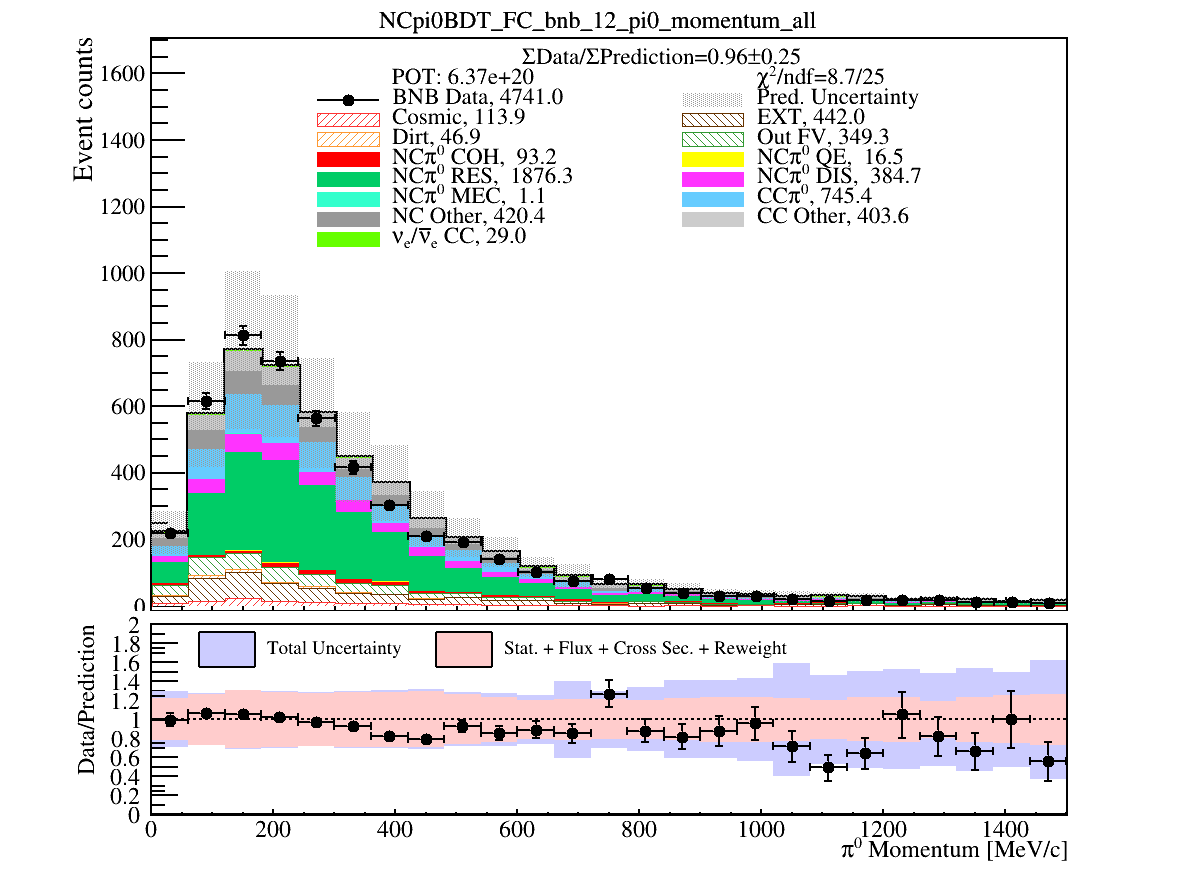 NCpi0BDT_FC_bnb_12_pi0_momentum_all
ΣData/ΣPrediction=0.96±0.25
POT: 6.37e+20
χ²/ndf=8.7/25
BNB Data, 4741.0
Pred. Uncertainty
Cosmic, 113.9
EXT, 442.0
Dirt, 46.9
Out FV, 349.3
NCπ⁰ COH, 93.2
NCπ⁰ QE, 16.5
NCπ⁰ RES, 1876.3
NCπ⁰ DIS, 384.7
NCπ⁰ MEC, 1.1
CCπ⁰, 745.4
NC Other, 420.4
CC Other, 403.6
νₑ/ν̅ₑ CC, 29.0
Event counts
1600
1400
1200
1000
800
600
400
200
0
Total Uncertainty
Stat. + Flux + Cross Sec. + Reweight
Data/Prediction
2
1.8
1.6
1.4
1.2
1
0.8
0.6
0.4
0.2
0
0 200 400 600 800 1000 1200 1400
π⁰ Momentum [MeV/c]